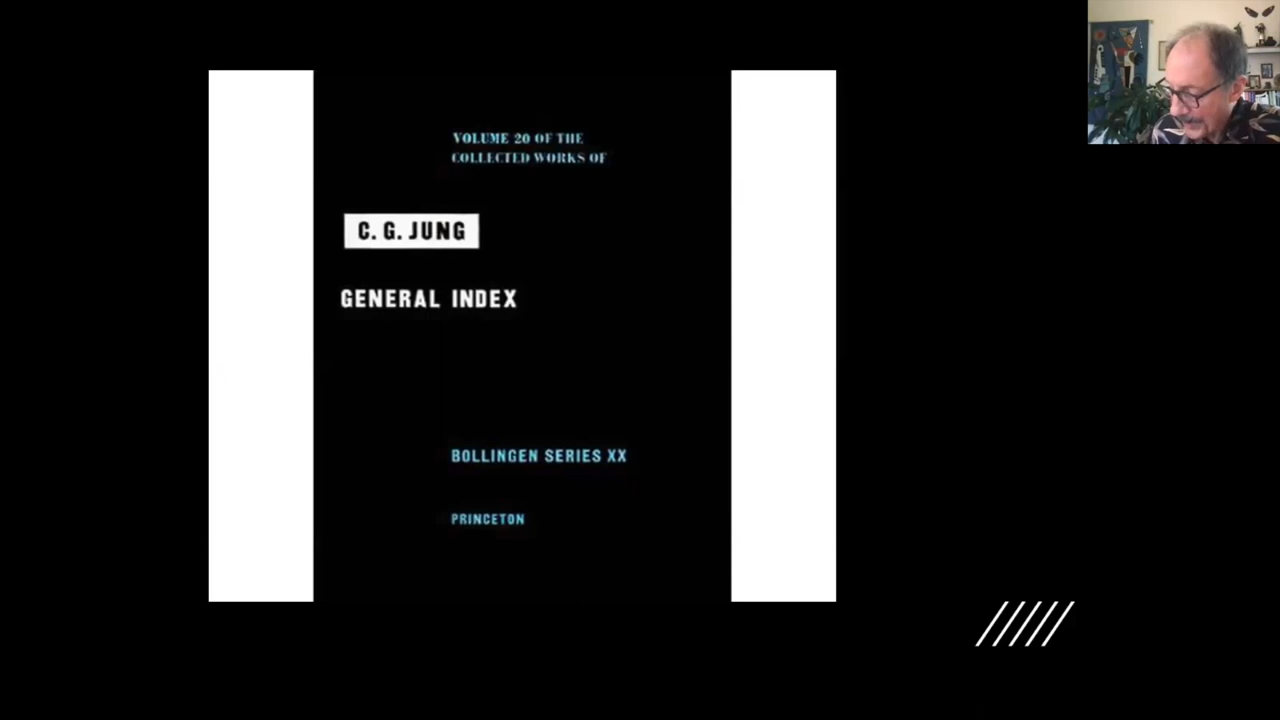 VOLUME 20 OF THE
COLLECTED WORKS OF
C. G. JUNG
GENERAL INDEX
BOLLINGEN SERIES XX
PRINCETON